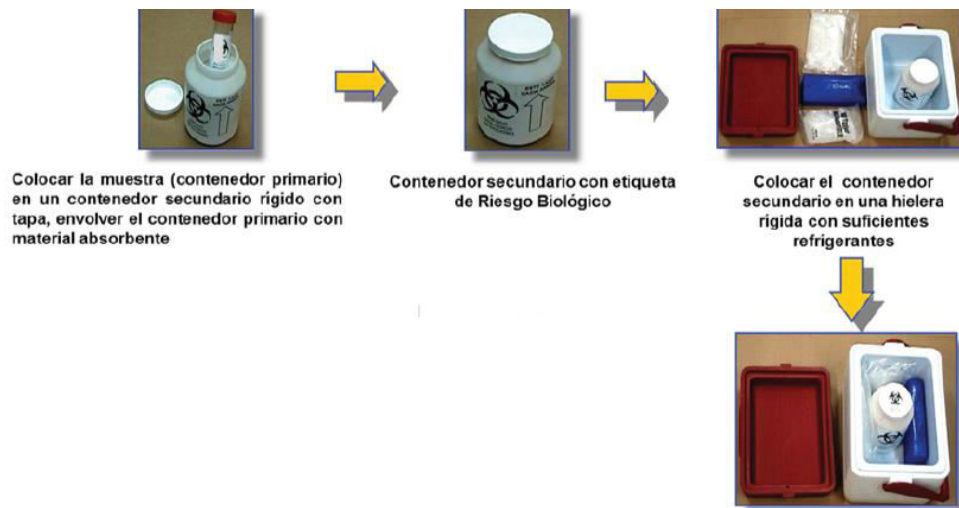 Colocar la muestra (contenedor primario)
en un contenedor secundario rígido con
tapa, envolver el contenedor primario con
material absorbente
Contenedor secundario con etiqueta
de Riesgo Biológico
Colocar el contenedor
secundario en una hielera
rígida con suficientes
refrigerantes